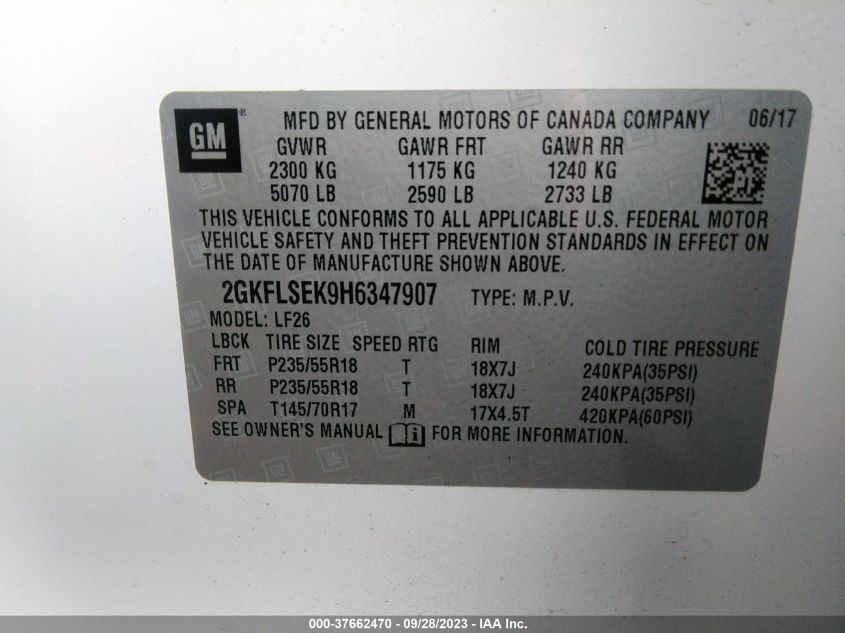 GM ®
MFD BY GENERAL MOTORS OF CANADA COMPANY 06/17
GVWR GAWR FRT GAWR RR
2300 KG 1175 KG 1240 KG
5070 LB 2590 LB 2733 LB
THIS VEHICLE CONFORMS TO ALL APPLICABLE U.S. FEDERAL MOTOR
VEHICLE SAFETY AND THEFT PREVENTION STANDARDS IN EFFECT ON
THE DATE OF MANUFACTURE SHOWN ABOVE.
2GKFLSEK9H6347907 TYPE: M.P.V.
MODEL: LF26
LBCK TIRE SIZE SPEED RTG RIM COLD TIRE PRESSURE
FRT P235/55R18 T 18X7J 240KPA(35PSI)
RR P235/55R18 T 18X7J 240KPA(35PSI)
SPA T145/70R17 M 17X4.5T 420KPA(60PSI)
SEE OWNER'S MANUAL i FOR MORE INFORMATION.
000-37662470 - 09/28/2023 - IAA Inc.